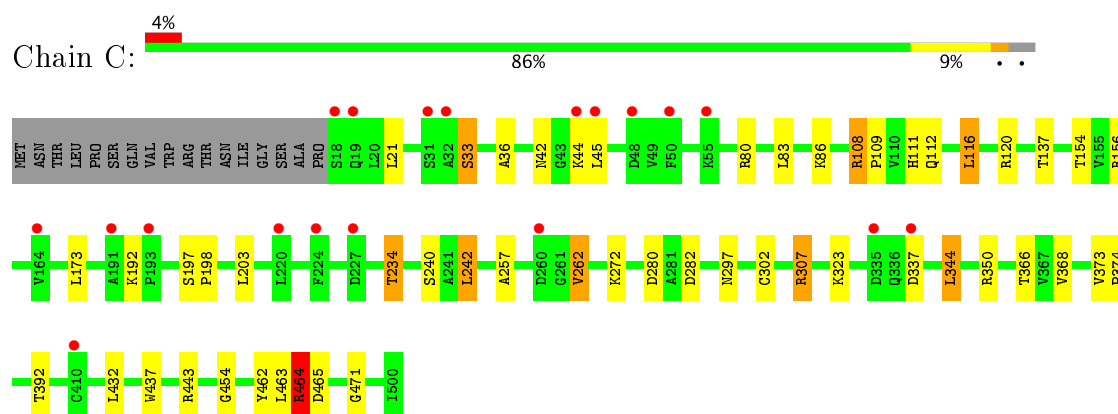 4%
Chain C:
86% 9% • •
MET ASN THR LEU PRO SER GLN VAL TRP ARG THR ASN ILE GLY SER ALA PRO S18 Q19 L20 L21 S31 A32 S33 A36 N42 G43 K44 L45 D48 V49 F50 K55 R80 L83 K86 R108 P109 V110 H111 Q112 L116 R120 T137 T154 V155 R156
V164 L173 A191 K192 P193 S197 P198 L203 L220 F224 D227 T234 S240 A241 L242 A257 D260 G261 V262 K272 D280 A281 D282 N297 C302 R307 K323 D335 Q336 D337 L344 R350 T366 V367 V368 V373 P374
T392 C410 L432 W437 R443 G454 Y462 L463 R464 D465 G471 I500